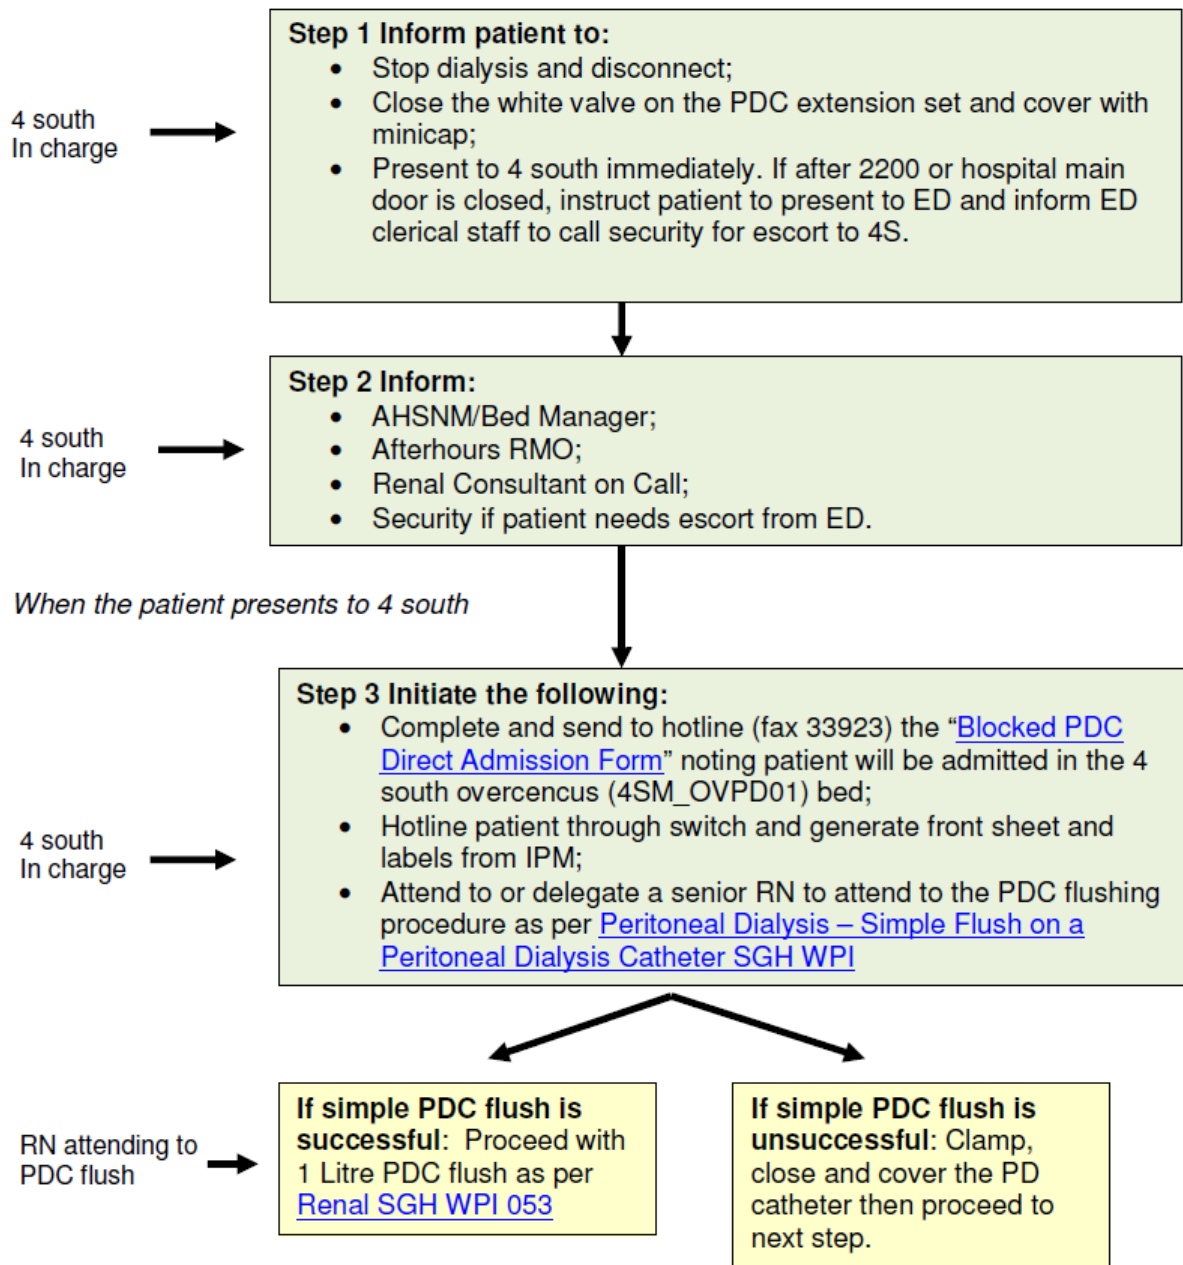 Step 1 Inform patient to:
• Stop dialysis and disconnect;
• Close the white valve on the PDC extension set and cover with
minicap;
• Present to 4 south immediately. If after 2200 or hospital main
door is closed, instruct patient to present to ED and inform ED
clerical staff to call security for escort to 4S.
4 south
In charge
Step 2 Inform:
• AHSNM/Bed Manager;
• Afterhours RMO;
• Renal Consultant on Call;
• Security if patient needs escort from ED.
4 south
In charge
When the patient presents to 4 south
Step 3 Initiate the following:
• Complete and send to hotline (fax 33923) the “Blocked PDC
Direct Admission Form” noting patient will be admitted in the 4
south overcencus (4SM_OVPD01) bed;
• Hotline patient through switch and generate front sheet and
labels from IPM;
• Attend to or delegate a senior RN to attend to the PDC flushing
procedure as per Peritoneal Dialysis – Simple Flush on a
Peritoneal Dialysis Catheter SGH WPI
4 south
In charge
RN attending to
PDC flush
If simple PDC flush is
successful: Proceed with
1 Litre PDC flush as per
Renal SGH WPI 053
If simple PDC flush is
unsuccessful: Clamp,
close and cover the PD
catheter then proceed to
next step.